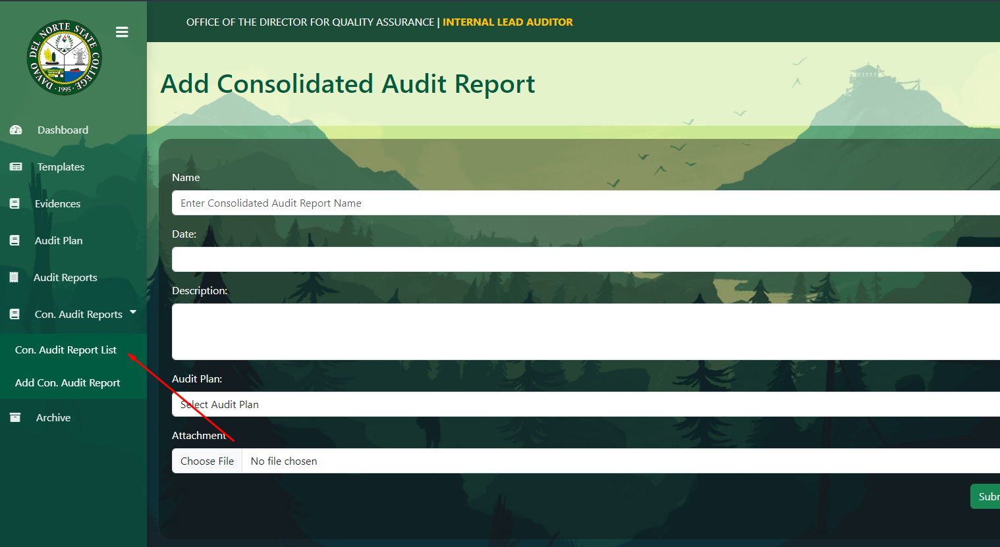 DAVAO DEL NORTE STATE COLLEGE
· 1995 ·
OFFICE OF THE DIRECTOR FOR QUALITY ASSURANCE | INTERNAL LEAD AUDITOR
Dashboard
Templates
Evidences
Audit Plan
Audit Reports
Con. Audit Reports
Con. Audit Report List
Add Con. Audit Report
Archive
Add Consolidated Audit Report
Name
Enter Consolidated Audit Report Name
Date:
Description:
Audit Plan:
Select Audit Plan
Attachment
Choose File No file chosen
Subm